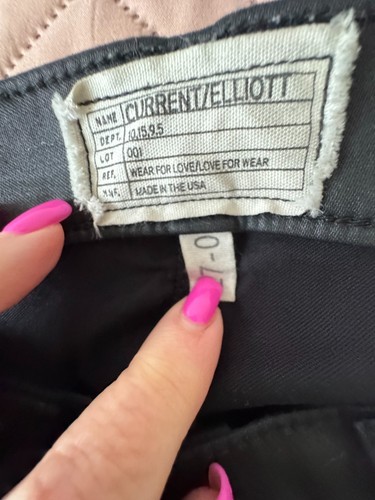 NAME CURRENT/ELLIOTT
DEPT. 10.15.9.5
LOT 001
REF. WEAR FOR LOVE/LOVE FOR WEAR
MNF. MADE IN THE USA